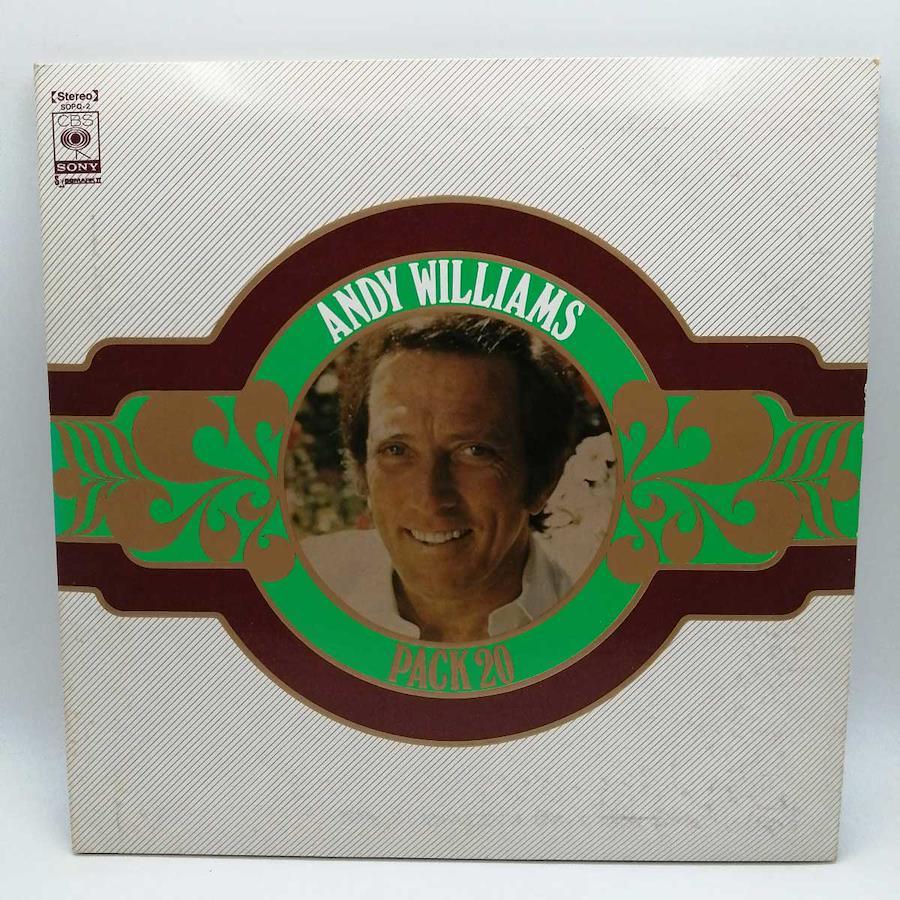 【Stereo】
SOPQ-2
CBS
SONY
ANDY WILLIAMS
PACK 20